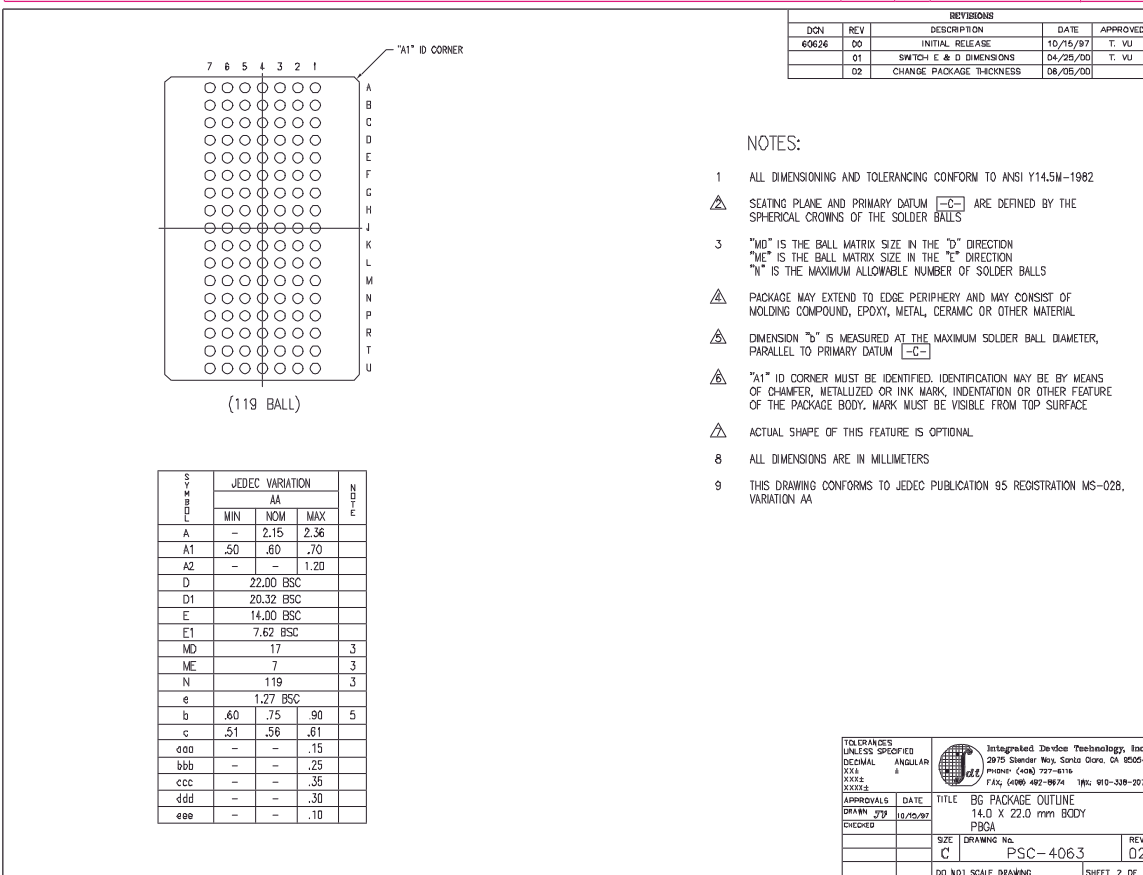 REVISIONS
DCN REV DESCRIPTION DATE APPROVED
60626 00 INITIAL RELEASE 10/15/97 T. VU
01 SWITCH E & D DIMENSIONS 04/25/00 T. VU
02 CHANGE PACKAGE THICKNESS 06/05/00
"A1" ID CORNER
7 6 5 4 3 2 1
A
B
C
D
E
F
G
H
J
K
L
M
N
P
R
T
U
(119 BALL)
NOTES:
1 ALL DIMENSIONING AND TOLERANCING CONFORM TO ANSI Y14.5M-1982
2 SEATING PLANE AND PRIMARY DATUM -C- ARE DEFINED BY THE
SPHERICAL CROWNS OF THE SOLDER BALLS
3 "MD" IS THE BALL MATRIX SIZE IN THE "D" DIRECTION
"ME" IS THE BALL MATRIX SIZE IN THE "E" DIRECTION
"N" IS THE MAXIMUM ALLOWABLE NUMBER OF SOLDER BALLS
4 PACKAGE MAY EXTEND TO EDGE PERIPHERY AND MAY CONSIST OF
MOLDING COMPOUND, EPOXY, METAL, CERAMIC OR OTHER MATERIAL
5 DIMENSION "b" IS MEASURED AT THE MAXIMUM SOLDER BALL DIAMETER,
PARALLEL TO PRIMARY DATUM -C-
6 "A1" ID CORNER MUST BE IDENTIFIED. IDENTIFICATION MAY BE BY MEANS
OF CHAMFER, METALLIZED OR INK MARK, INDENTATION OR OTHER FEATURE
OF THE PACKAGE BODY. MARK MUST BE VISIBLE FROM TOP SURFACE
7 ACTUAL SHAPE OF THIS FEATURE IS OPTIONAL
8 ALL DIMENSIONS ARE IN MILLIMETERS
9 THIS DRAWING CONFORMS TO JEDEC PUBLICATION 95 REGISTRATION MS-028,
VARIATION AA
SYMBOL JEDEC VARIATION NOTE
AA
MIN NOM MAX
A - 2.15 2.36
A1 .50 .60 .70
A2 - - 1.20
D 22.00 BSC
D1 20.32 BSC
E 14.00 BSC
E1 7.62 BSC
MD 17 3
ME 7 3
N 119 3
e 1.27 BSC
b .60 .75 .90 5
c .51 .56 .61
aaa - - .15
bbb - - .25
ccc - - .35
ddd - - .30
eee - - .10
TOLERANCES
UNLESS SPECIFIED
DECIMAL ANGULAR
XX± ±
XXX±
XXXX±
idt
Integrated Device Technology, Inc
2975 Stender Way, Santa Clara, CA 95054
PHONE: (408) 727-6116
FAX: (408) 492-8674 TWX: 910-338-207
APPROVALS DATE
DRAWN TV 10/15/97
CHECKED
TITLE BG PACKAGE OUTLINE
14.0 X 22.0 mm BODY
PBGA
SIZE DRAWING No. REV
C PSC-4063 02
DO NOT SCALE DRAWING SHEET 2 OF